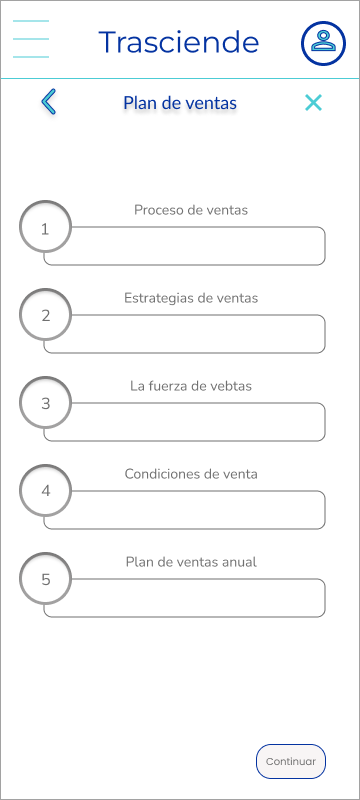 Trasciende
Plan de ventas
Proceso de ventas
1
Estrategias de ventas
2
La fuerza de vebtas
3
Condiciones de venta
4
Plan de ventas anual
5
Continuar